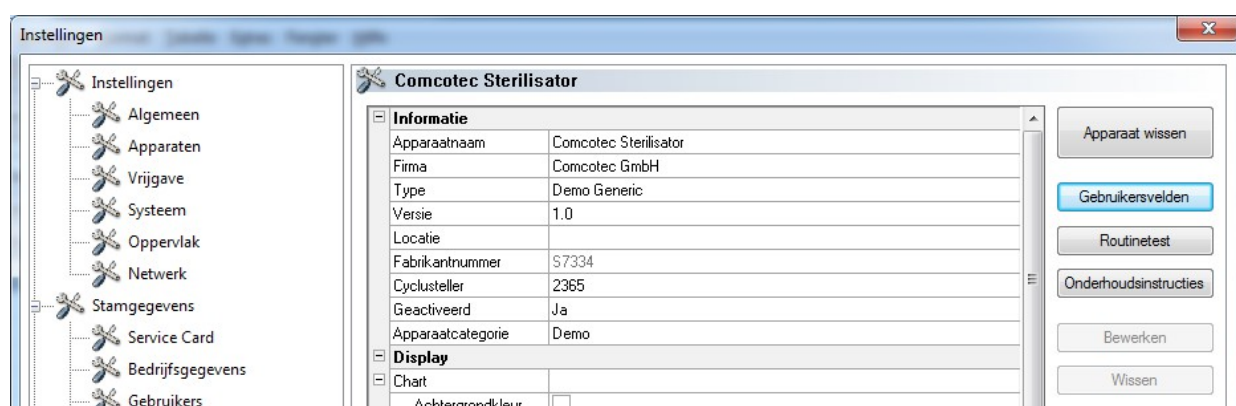 Instellingen
Instellingen
Algemeen
Apparaten
Vrijgave
Systeem
Oppervlak
Netwerk
Stamgegevens
Service Card
Bedrijfsgegevens
Gebruikers
Comcotec Sterilisator
Informatie
Apparaatnaam Comcotec Sterilisator
Firma Comcotec GmbH
Type Demo Generic
Versie 1.0
Locatie
Fabrikantnummer S7334
Cyclusteller 2365
Geactiveerd Ja
Apparaatcategorie Demo
Display
Chart
Achtergrondkleur
Apparaat wissen
Gebruikersvelden
Routinetest
Onderhoudsinstructies
Bewerken
Wissen